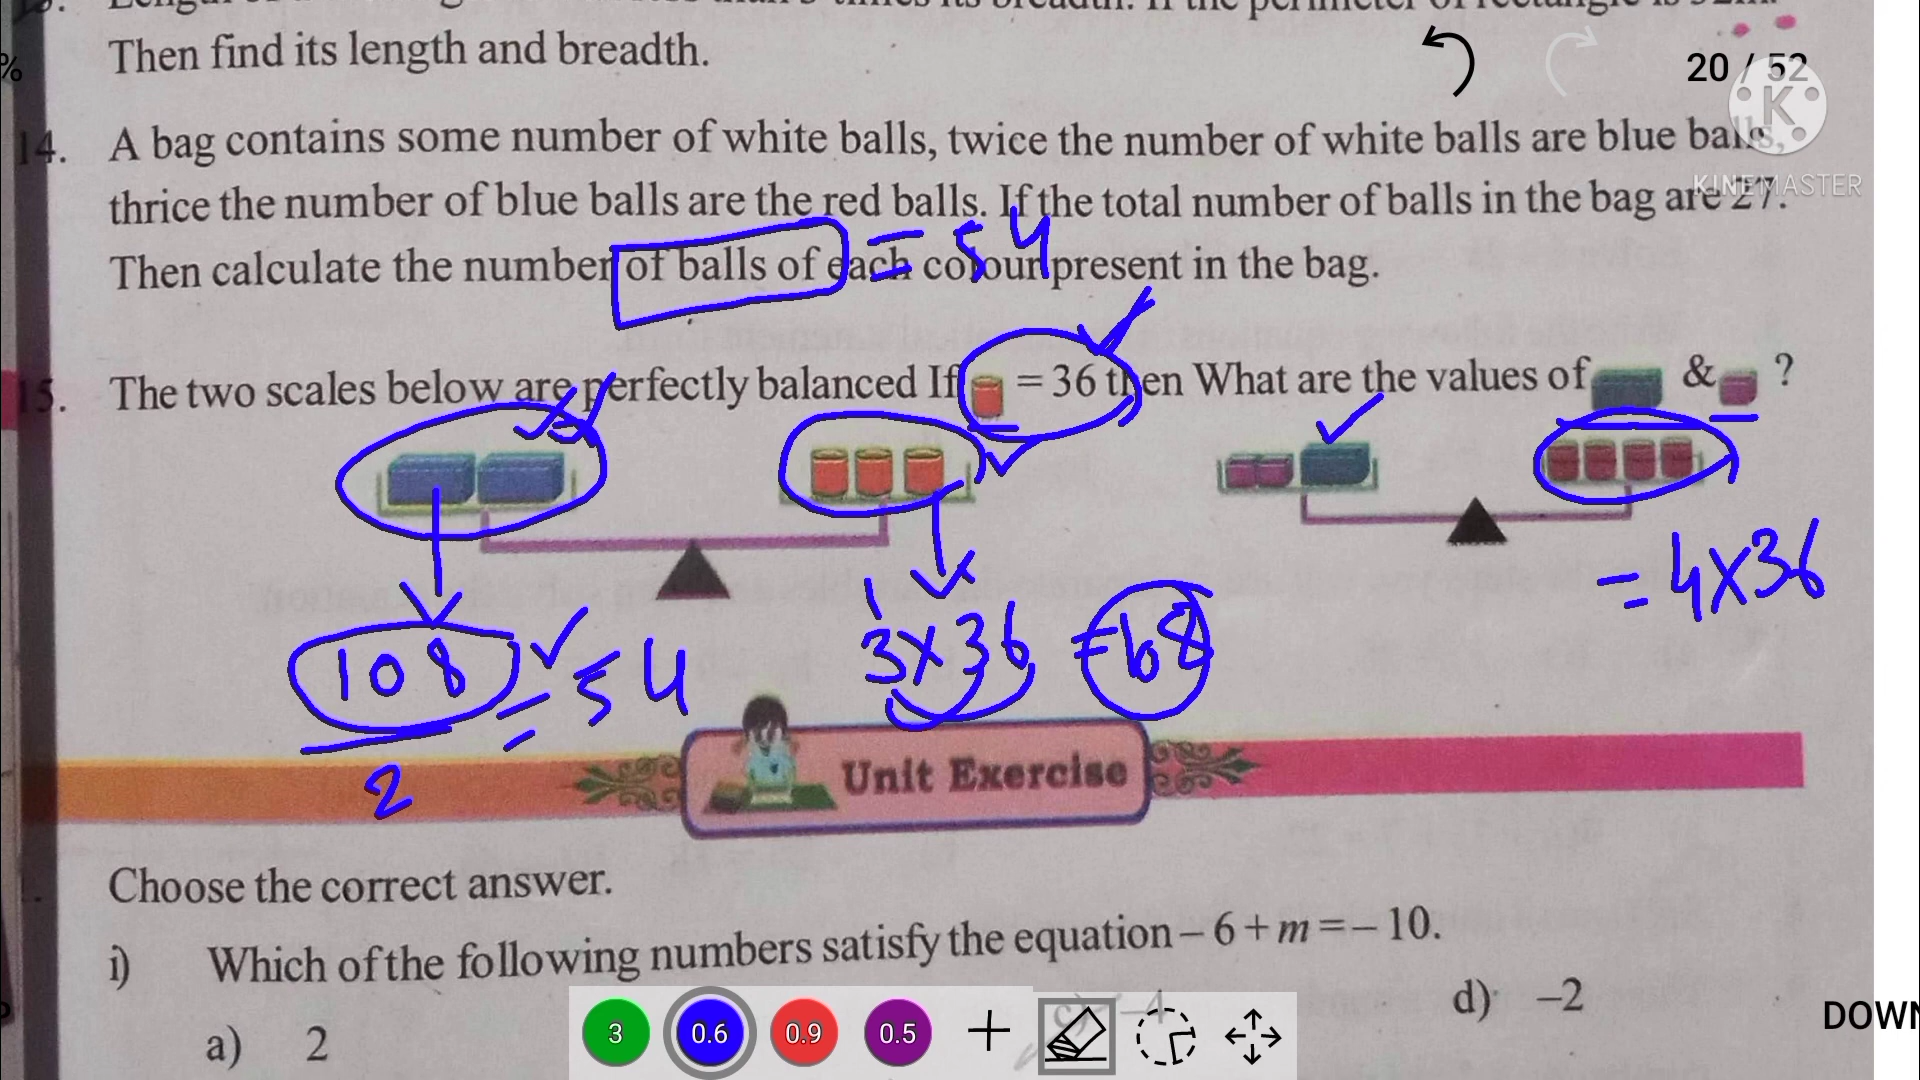 Then find its length and breadth.
20 / 52
14. A bag contains some number of white balls, twice the number of white balls are blue balls,
thrice the number of blue balls are the red balls. If the total number of balls in the bag are 27.
Then calculate the number of balls of each colour present in the bag.
= 54
K
KINEMASTER
15. The two scales below are perfectly balanced If = 36 then What are the values of & ?
= 4x36
108
2
= 54
3x36 =
Unit Exercise
Choose the correct answer.
i) Which of the following numbers satisfy the equation – 6 + m = – 10.
a) 2 c) –4 d) –2
3 0.6 0.9 0.5 +
DOWN
%